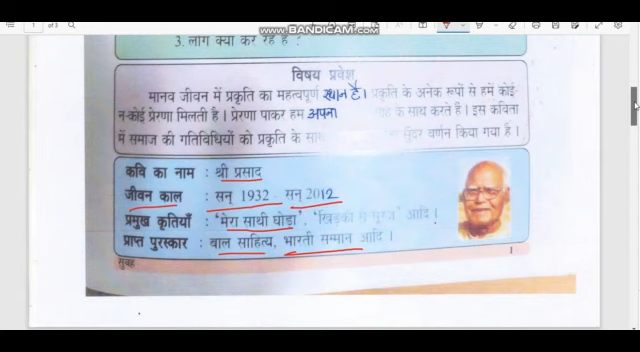 WWW.BANDICAM.COM
3. लोग क्या कर रहे हैं ?
विषय प्रवेश
मानव जीवन में प्रकृति का महत्वपूर्ण स्थान है। प्रकृति के अनेक रूपों से हमें कोई-
न-कोई प्रेरणा मिलती है। प्रेरणा पाकर हम अपना के साथ करते हैं। इस कविता
में समाज की गतिविधियों को प्रकृति के सुंदर वर्णन किया गया है।
कवि का नाम : श्री प्रसाद
जीवन काल : सन् 1932 - सन् 2012
प्रमुख कृतियाँ : 'मेरा साथी घोड़ा', 'खिड़की से सूरज' आदि।
प्राप्त पुरस्कार : बाल साहित्य, भारती सम्मान आदि।
सुबह 1